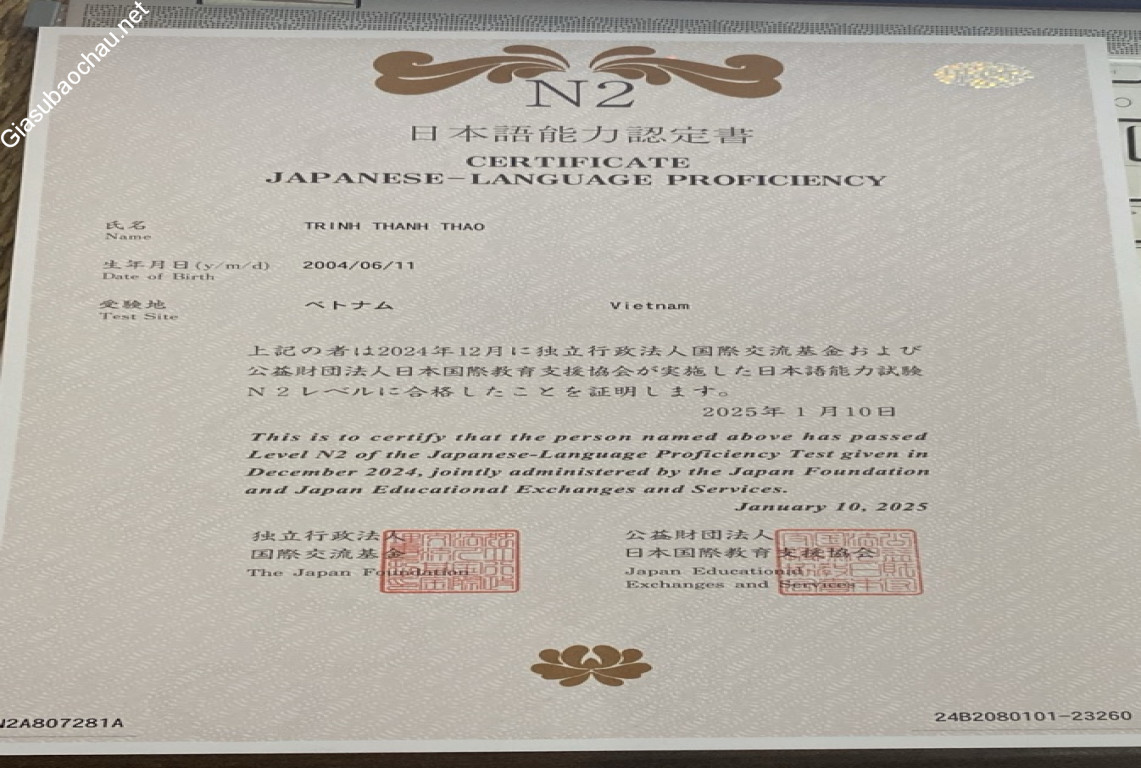 Giasubaochau.net
N2
日本語能力認定書
CERTIFICATE
JAPANESE-LANGUAGE PROFICIENCY
氏名 TRINH THANH THAO
Name
生年月日(y/m/d) 2004/06/11
Date of Birth
受験地 ベトナム Vietnam
Test Site
上記の者は2024年12月に独立行政法人国際交流基金および
公益財団法人日本国際教育支援協会が実施した日本語能力試験
N2レベルに合格したことを証明します。
2025年1月10日
This is to certify that the person named above has passed
Level N2 of the Japanese-Language Proficiency Test given in
December 2024, jointly administered by the Japan Foundation
and Japan Educational Exchanges and Services.
January 10, 2025
独立行政法人
国際交流基金
The Japan Foundation
公益財団法人
日本国際教育支援協会
Japan Educational
Exchanges and Services
N2A807281A
24B2080101-23260